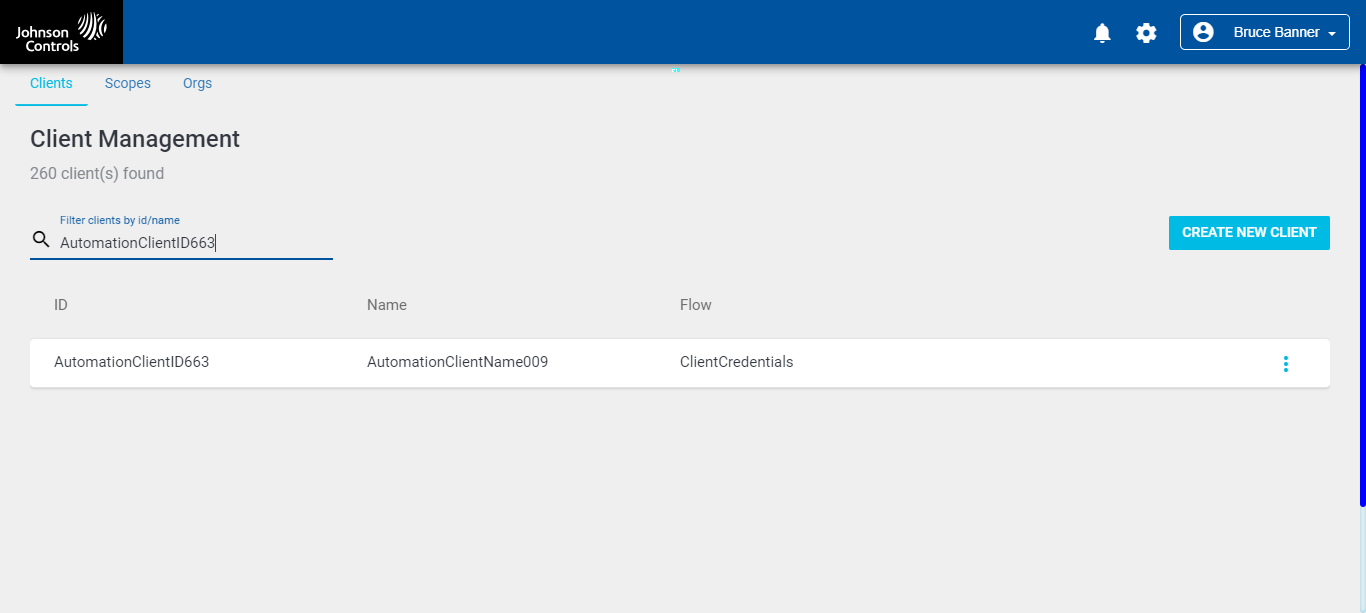 Johnson
Controls
Bruce Banner
Clients Scopes Orgs
Client Management
260 client(s) found
Filter clients by id/name
AutomationClientID663
CREATE NEW CLIENT
ID Name Flow
AutomationClientID663 AutomationClientName009 ClientCredentials